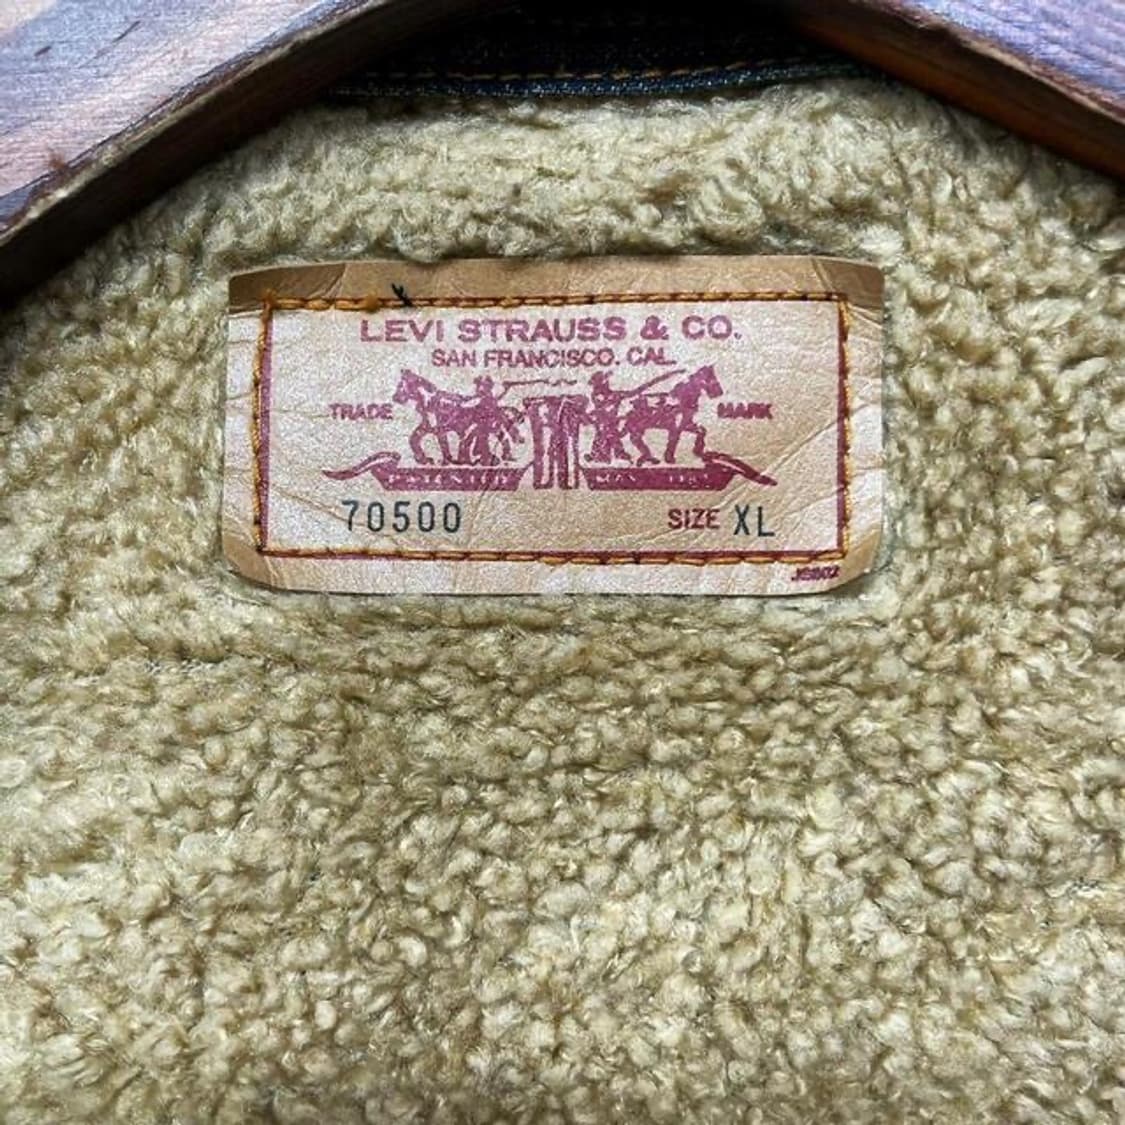 LEVI STRAUSS & CO.
SAN FRANCISCO. CAL.
TRADE MARK
70500 SIZE XL